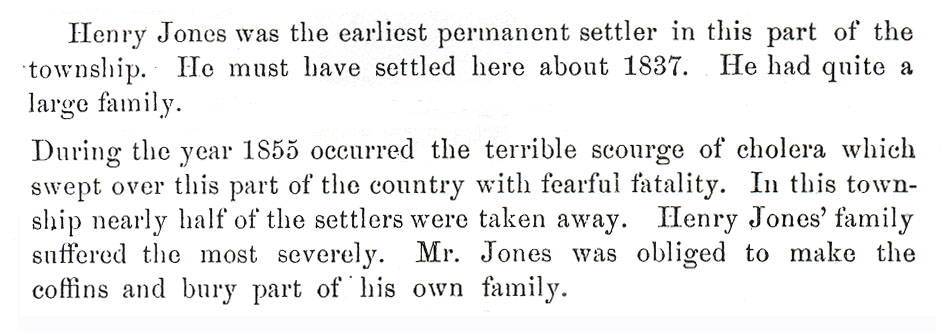 Henry Jones was the earliest permanent settler in this part of the
township. He must have settled here about 1837. He had quite a
large family.
During the year 1855 occurred the terrible scourge of cholera which
swept over this part of the country with fearful fatality. In this town-
ship nearly half of the settlers were taken away. Henry Jones' family
suffered the most severely. Mr. Jones was obliged to make the
coffins and bury part of his own family.